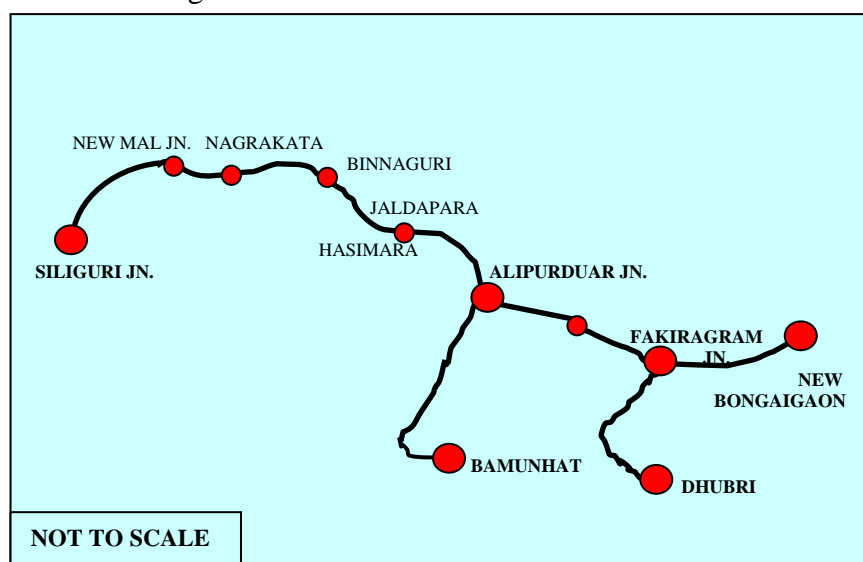 NEW MAL JN. NAGRAKATA
BINNAGURI
JALDAPARA
HASIMARA
SILIGURI JN.
ALIPURDUAR JN.
FAKIRAGRAM
JN.
NEW
BONGAIGAON
BAMUNHAT
DHUBRI
NOT TO SCALE